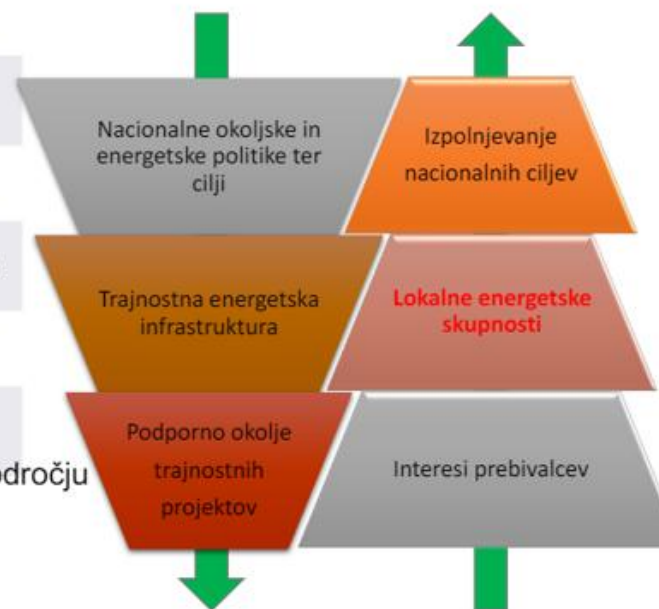 Nacionalne okoljske in
energetske politike ter
cilji
Izpolnjevanje
nacionalnih ciljev
Trajnostna energetska
infrastruktura
Lokalne energetske
skupnosti
Podporno okolje
trajnostnih
projektov
Interesi prebivalcev